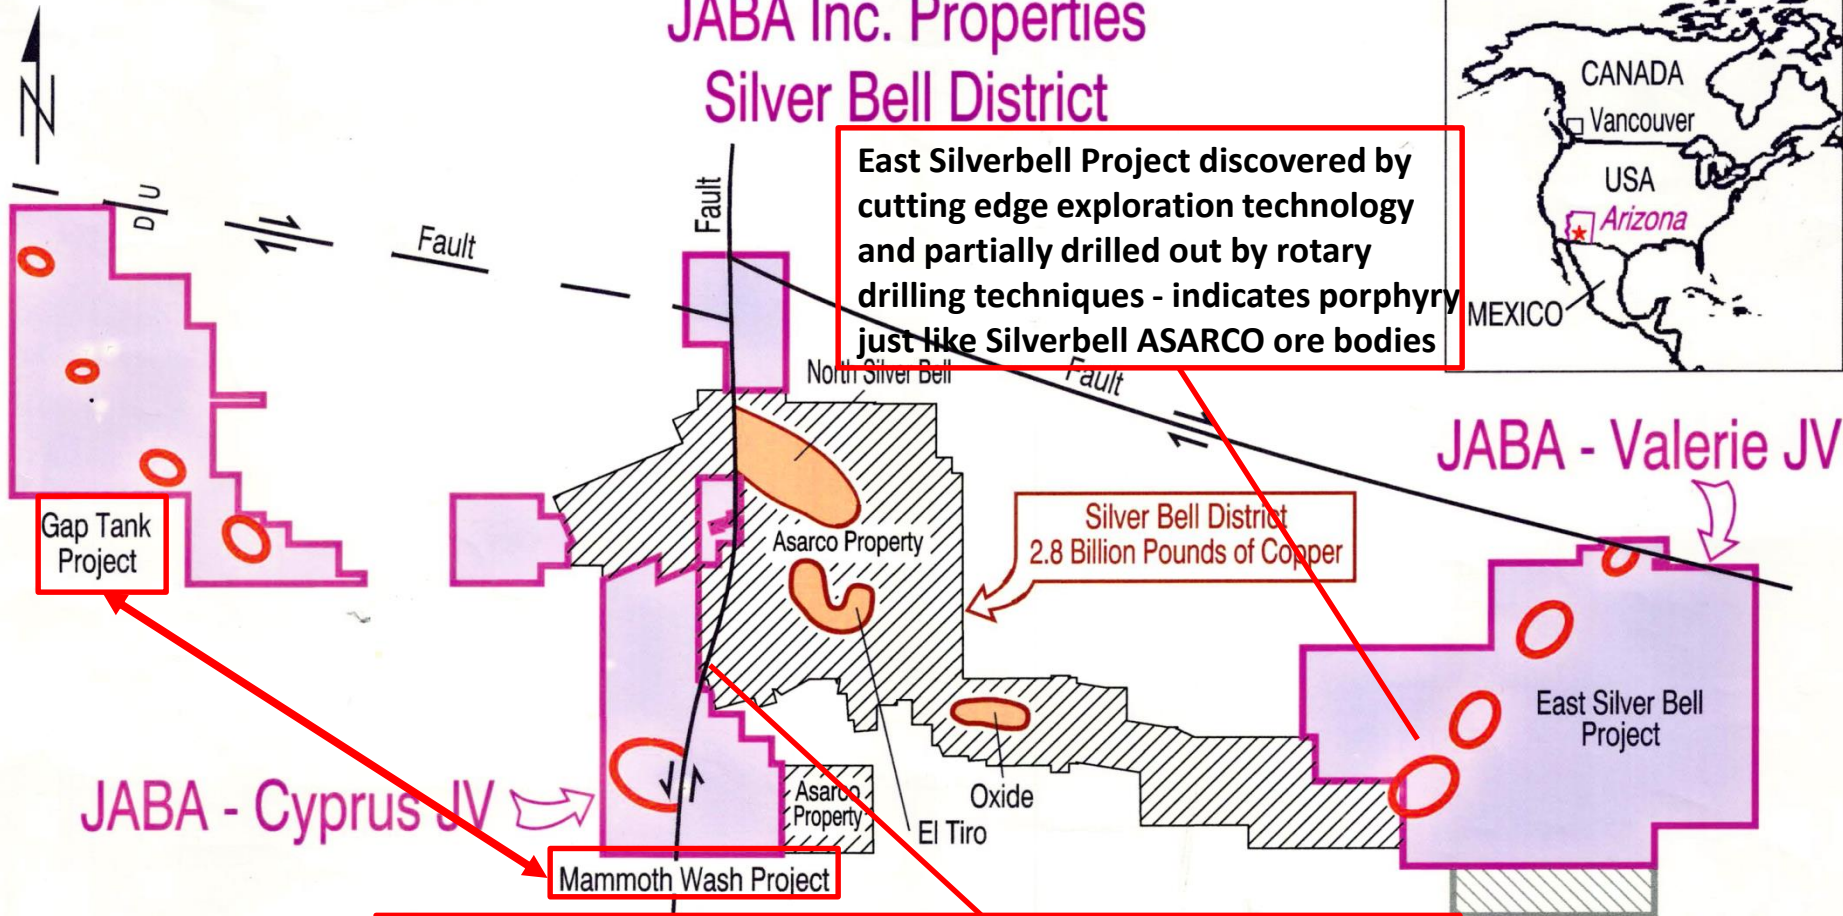 JABA Inc. Properties
Silver Bell District
N
CANADA
Vancouver
USA
Arizona
MEXICO
East Silverbell Project discovered by
cutting edge exploration technology
and partially drilled out by rotary
drilling techniques - indicates porphyry
just like Silverbell ASARCO ore bodies
D U
Fault
Fault
Fault
North Silver Bell
JABA - Valerie JV
Silver Bell District
2.8 Billion Pounds of Copper
Gap Tank
Project
Asarco Property
East Silver Bell
Project
JABA - Cyprus JV
Asarco
Property
Oxide
El Tiro
Mammoth Wash Project